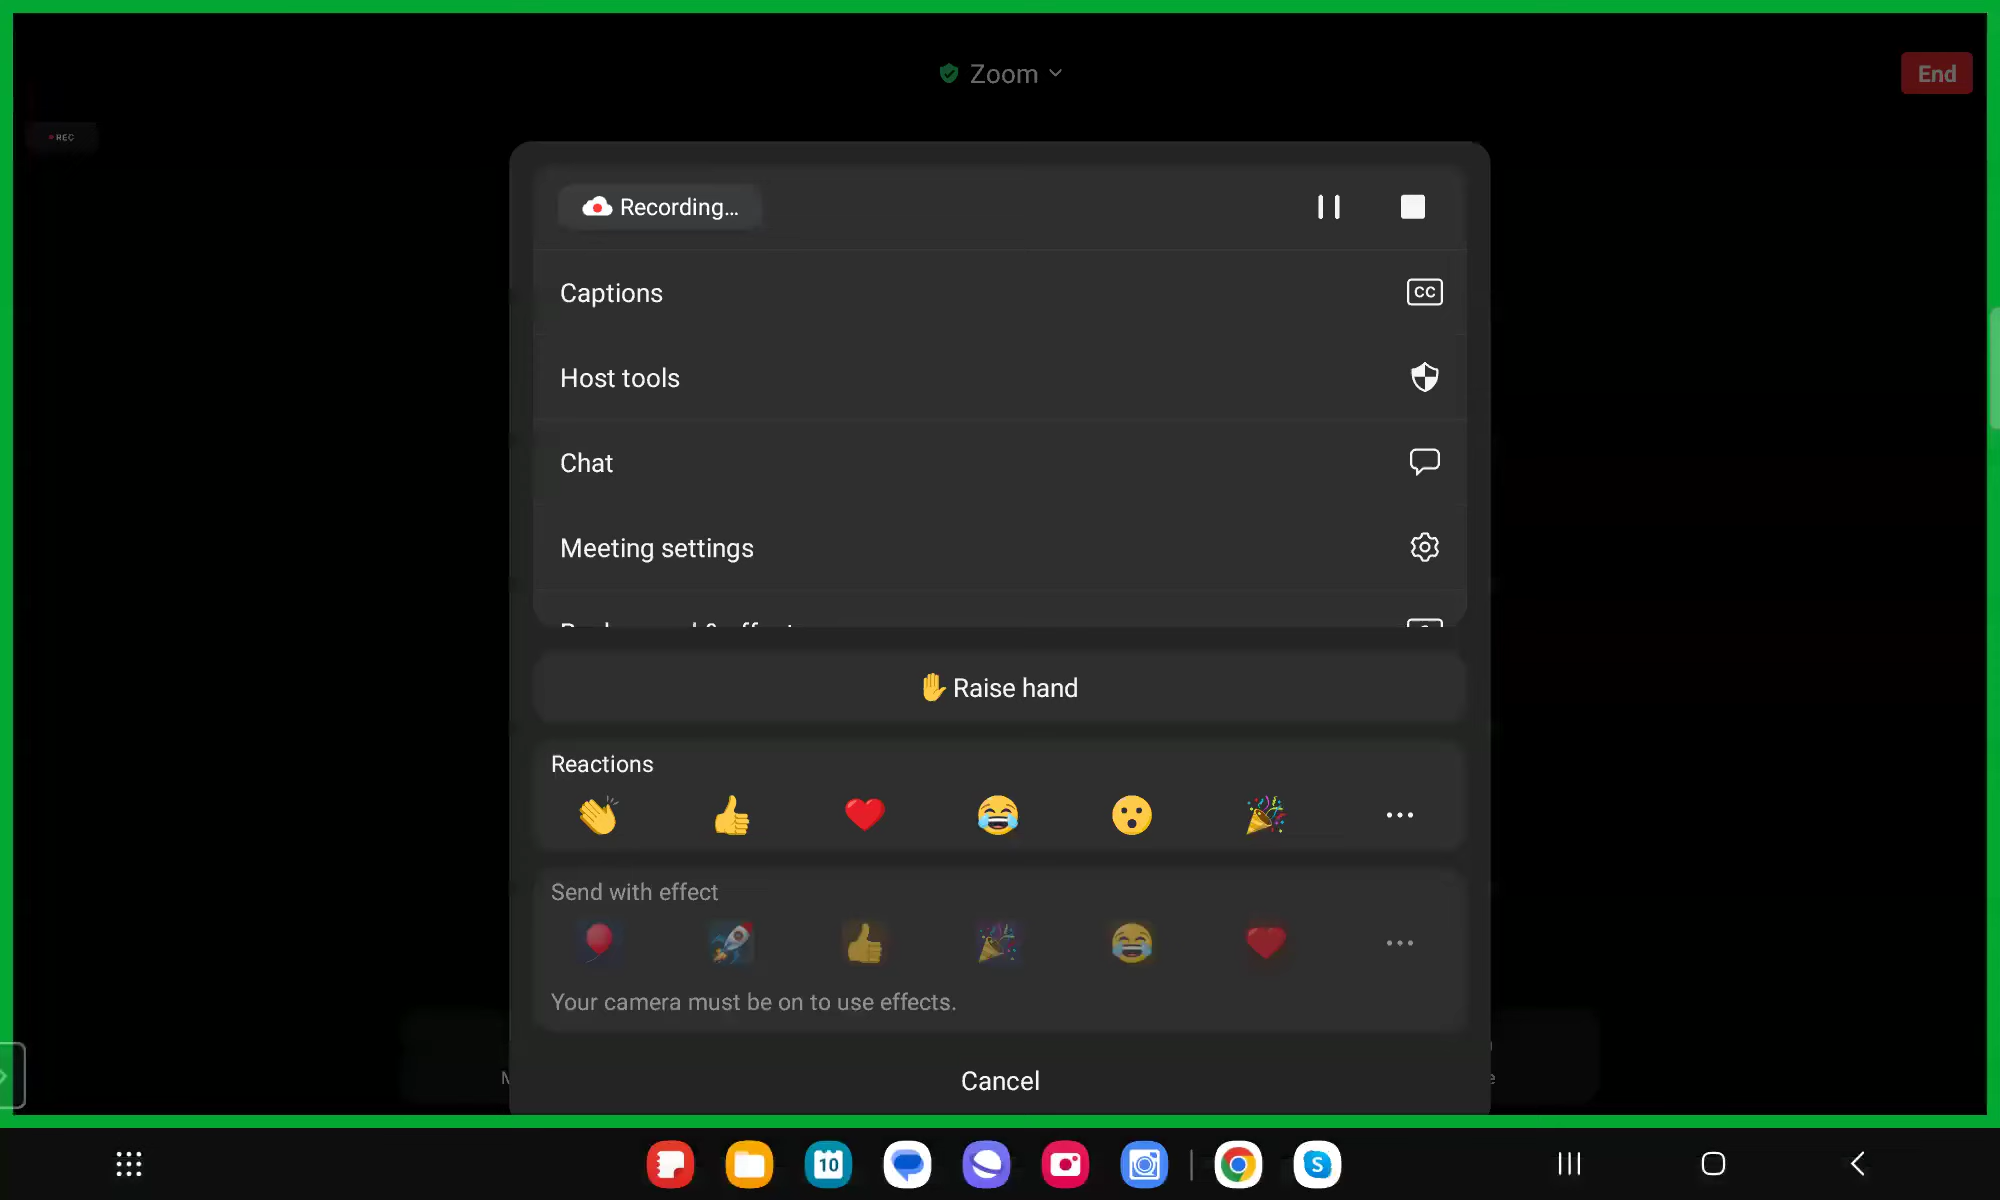 Zoom
End
REC
Recording...
Captions
CC
Host tools
Chat
Meeting settings
Raise hand
Reactions
Send with effect
Your camera must be on to use effects.
Cancel
10
S